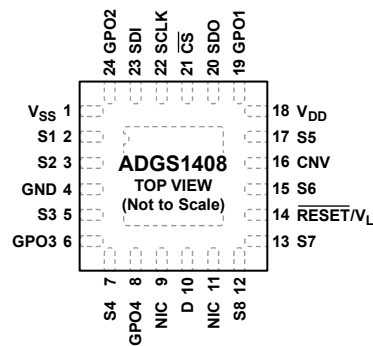 24 GPO2
23 SDI
22 SCLK
21 CS
20 SDO
19 GPO1
VSS 1
S1 2
S2 3
GND 4
S3 5
GPO3 6
ADGS1408
TOP VIEW
(Not to Scale)
18 VDD
17 S5
16 CNV
15 S6
14 RESET/VL
13 S7
S4 7
GPO4 8
NIC 9
D 10
NIC 11
S8 12